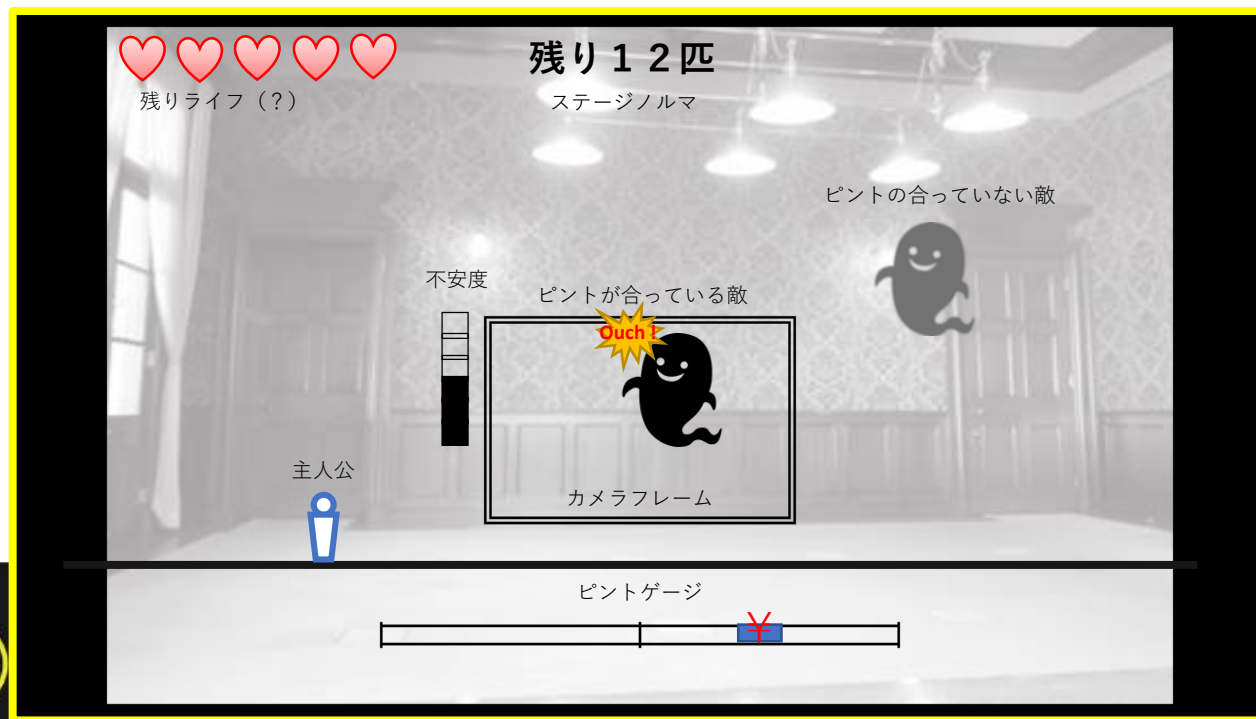 残り１２匹
残りライフ（？）
ステージノルマ
ピントの合っていない敵
不安度
ピントが合っている敵
Ouch !
主人公
カメラフレーム
ピントゲージ
￥